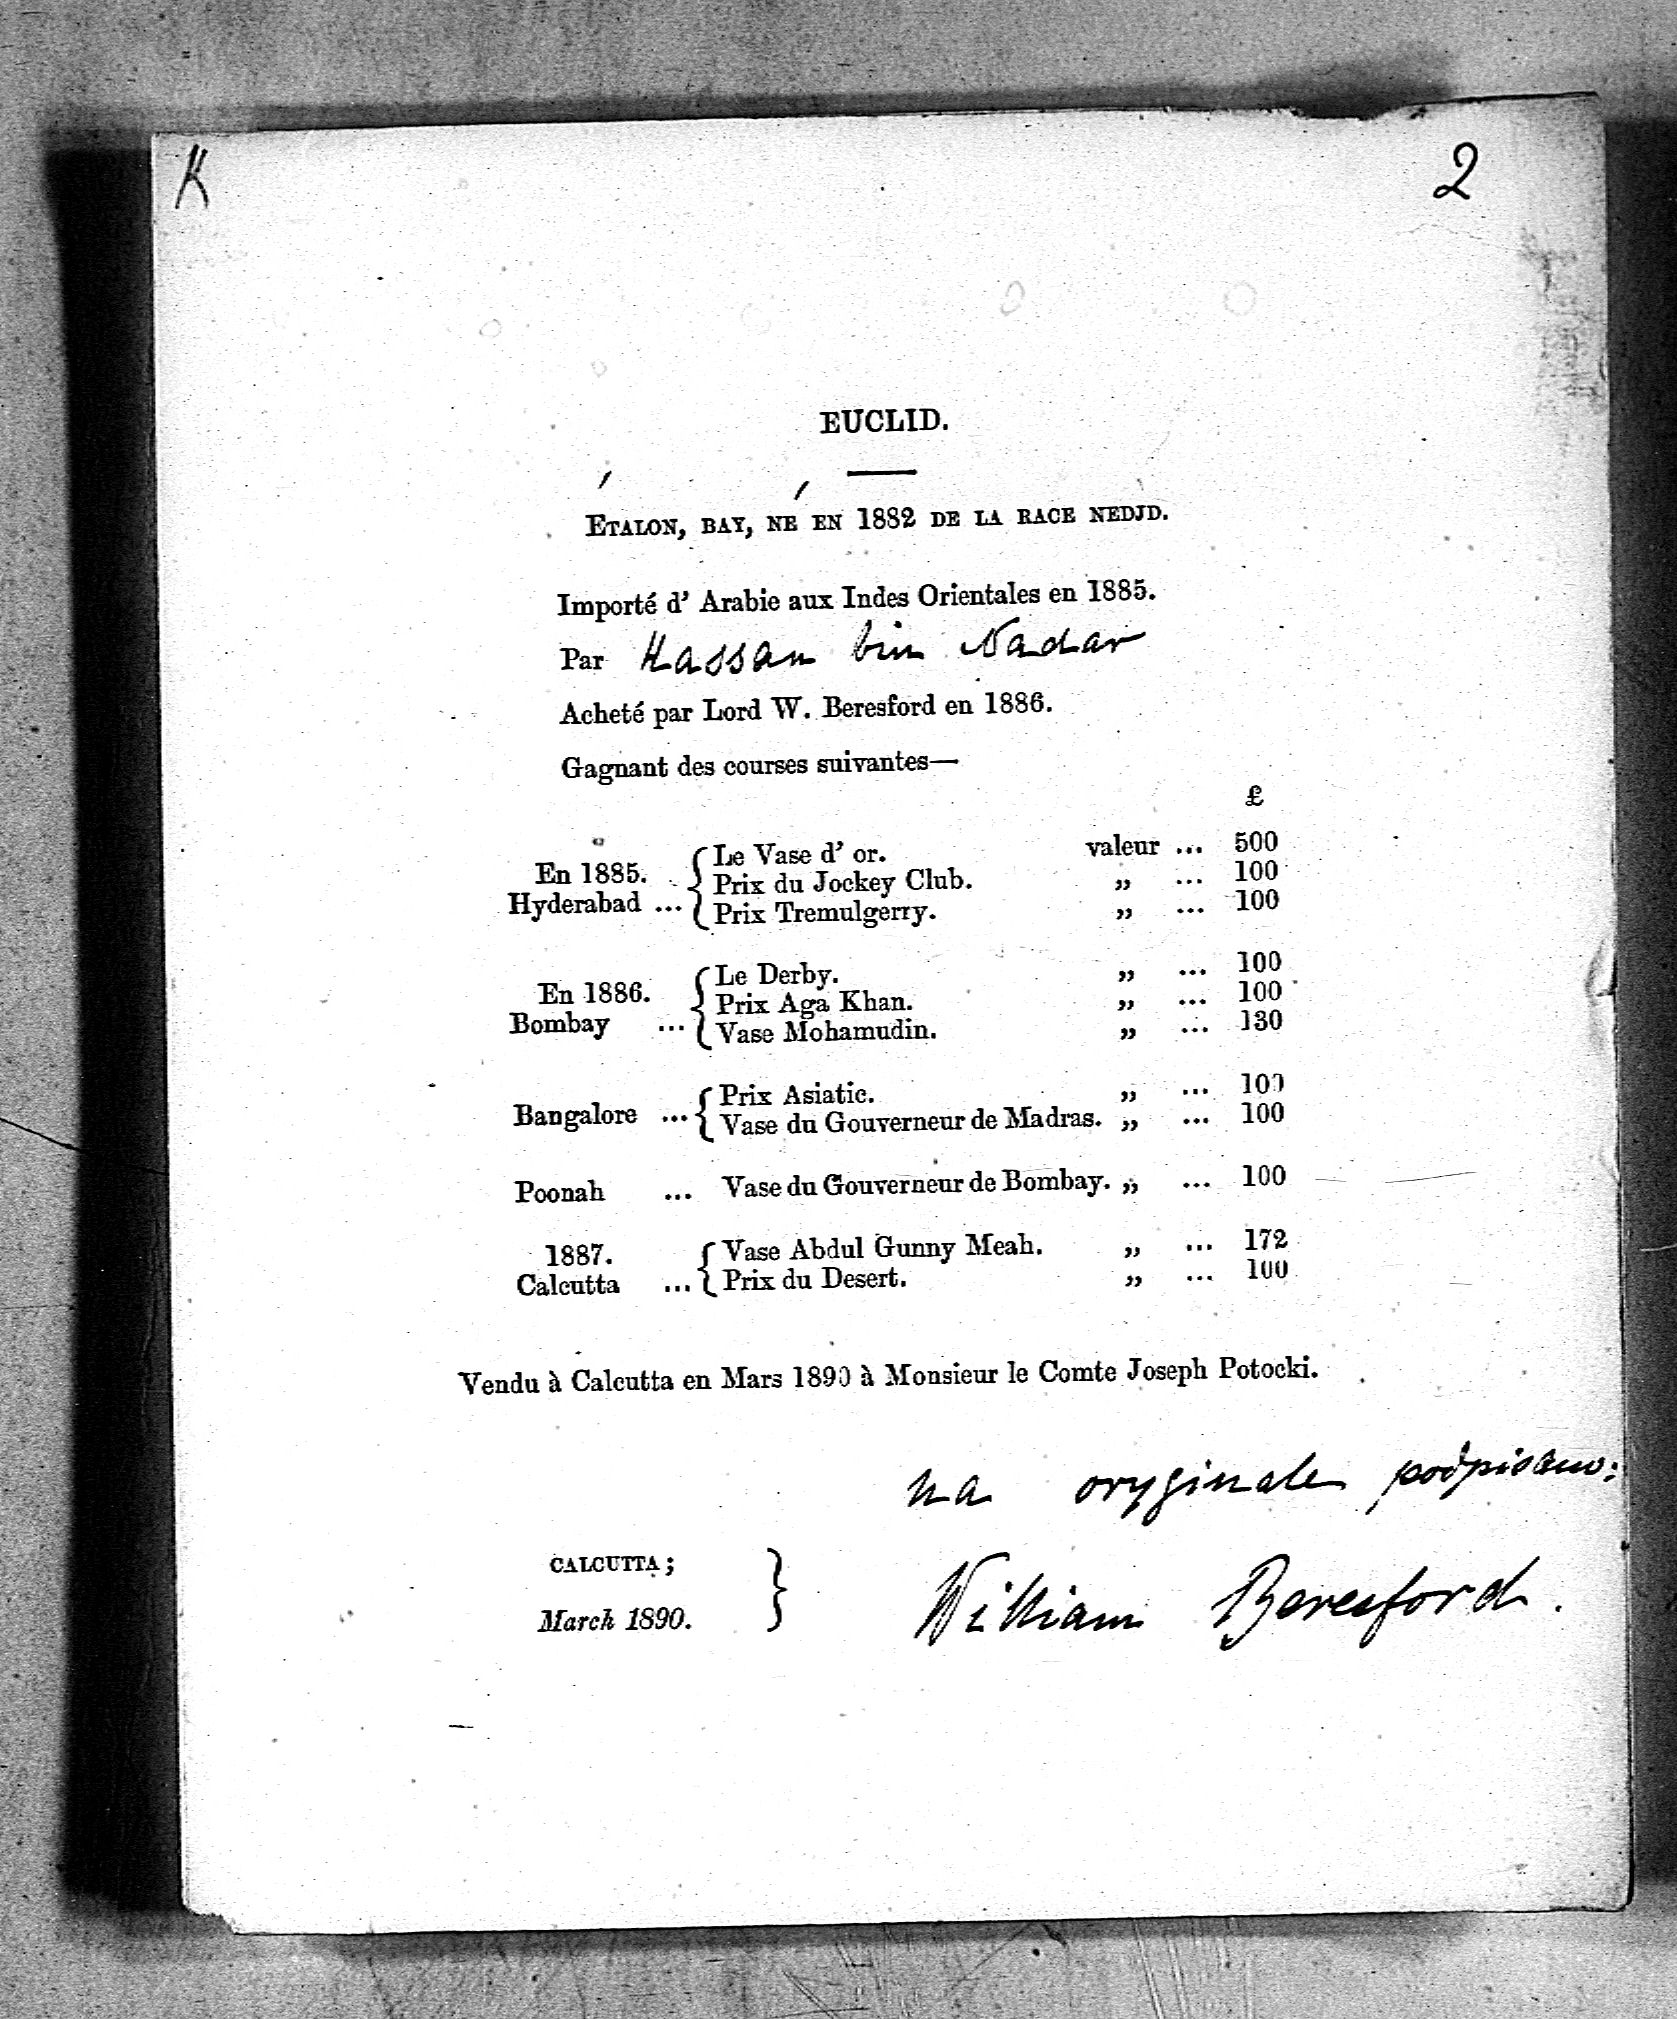 K
2
EUCLID.
ÉTALON, BAY, NÉ EN 1882 DE LA RACE NEDJD.
Importé d' Arabie aux Indes Orientales en 1885.
Par Hassan bin Nadar
Acheté par Lord W. Beresford en 1886.
Gagnant des courses suivantes—
£
En 1885.
Hyderabad ...
Le Vase d' or. valeur ... 500
Prix du Jockey Club. „ ... 100
Prix Tremulgerry. „ ... 100
En 1886.
Bombay ...
Le Derby. „ ... 100
Prix Aga Khan. „ ... 100
Vase Mohamudin. „ ... 130
Bangalore ...
Prix Asiatic. „ ... 100
Vase du Gouverneur de Madras. „ ... 100
Poonah ... Vase du Gouverneur de Bombay. „ ... 100
1887.
Calcutta ...
Vase Abdul Gunny Meah. „ ... 172
Prix du Desert. „ ... 100
Vendu à Calcutta en Mars 1890 à Monsieur le Comte Joseph Potocki.
na oryginale podpisano:
CALCUTTA;
March 1890.
William Beresford.